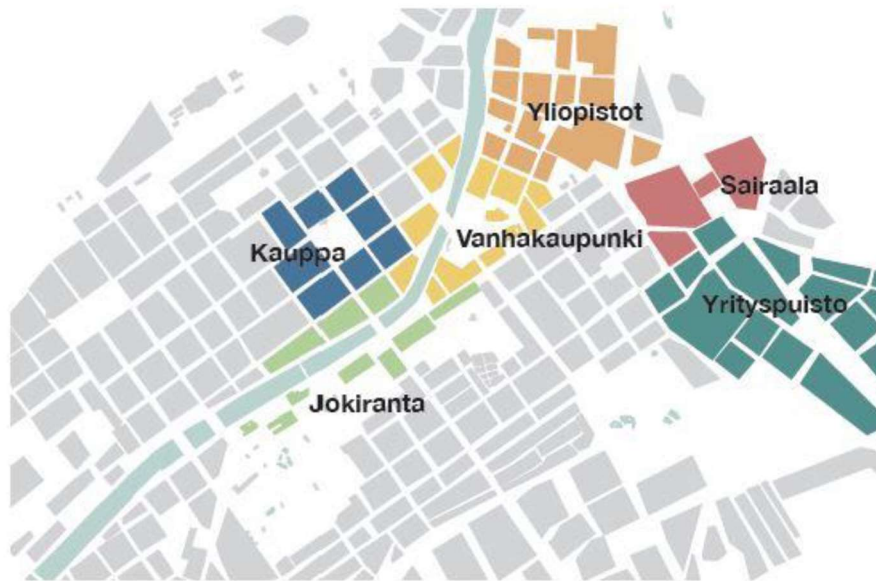 Yliopistot
Sairaala
Vanhakaupunki
Kauppa
Yrityspuisto
Jokiranta